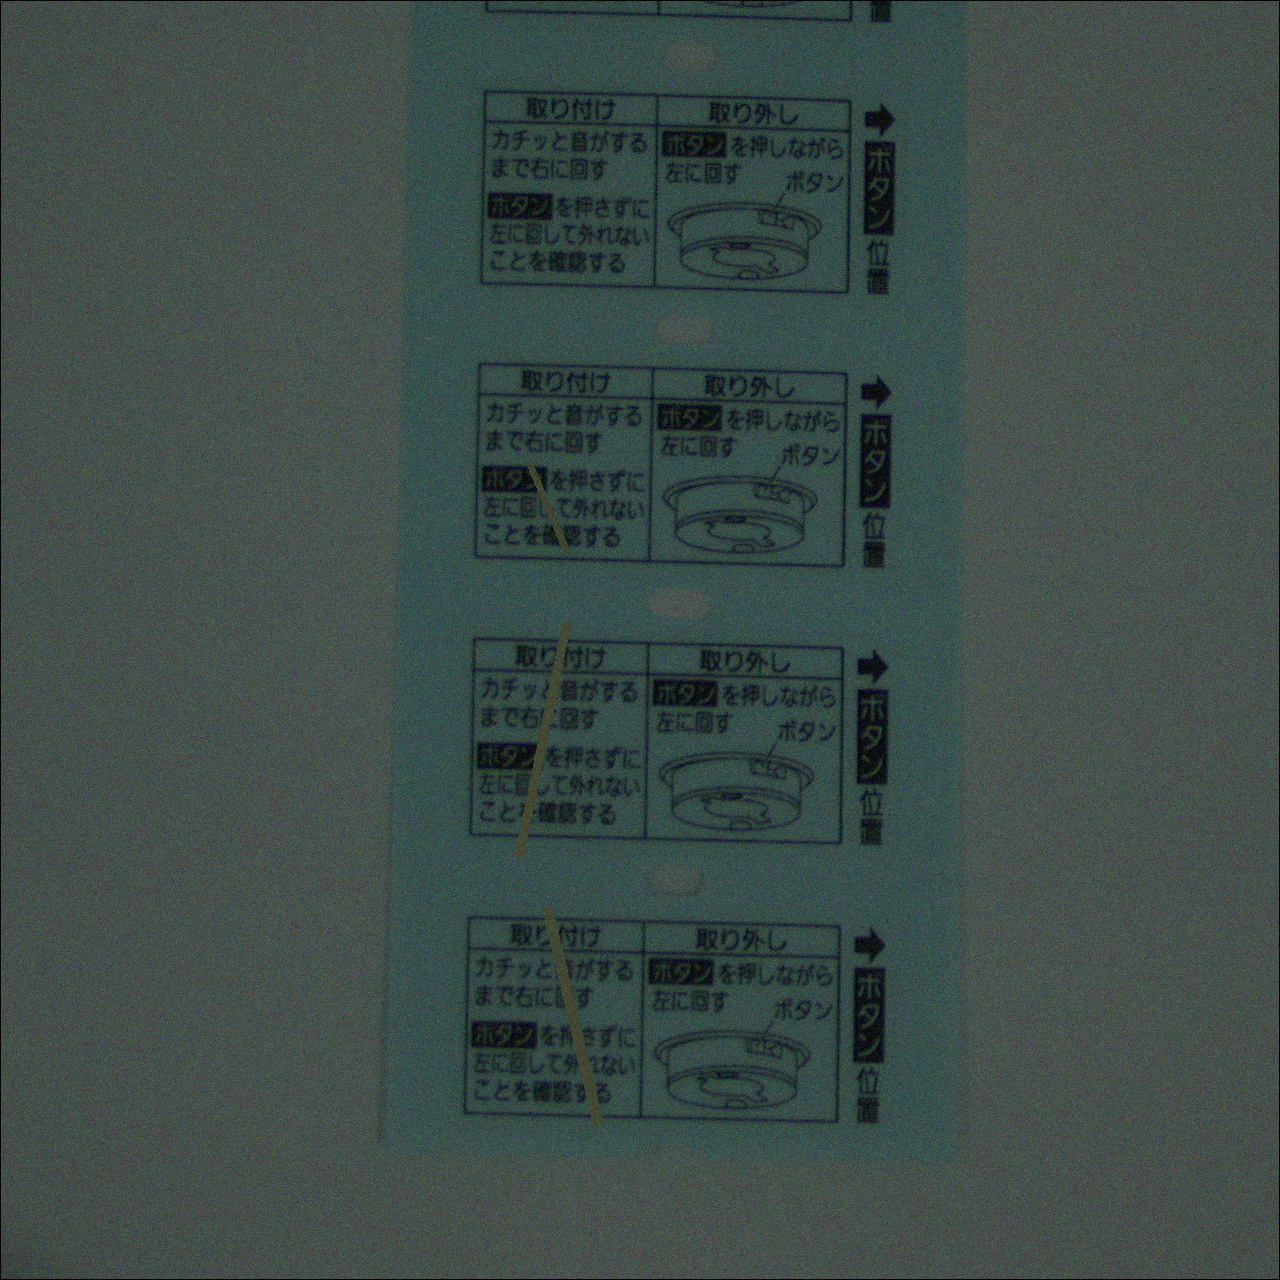 置
取り付け
カチッと音がする
まで右に回す
ボタンを押さずに
左に回して外れない
ことを確認する
取り外し
ボタンを押しながら
左に回す
ボタン
➡ボタン位置
取り付け
カチッと音がする
まで右に回す
ボタンを押さずに
左に回して外れない
ことを確認する
取り外し
ボタンを押しながら
左に回す
ボタン
➡ボタン位置
取り付け
カチッと音がする
まで右に回す
ボタンを押さずに
左に回して外れない
ことを確認する
取り外し
ボタンを押しながら
左に回す
ボタン
➡ボタン位置
取り付け
カチッと音がする
まで右に回す
ボタンを押さずに
左に回して外れない
ことを確認する
取り外し
ボタンを押しながら
左に回す
ボタン
➡ボタン位置